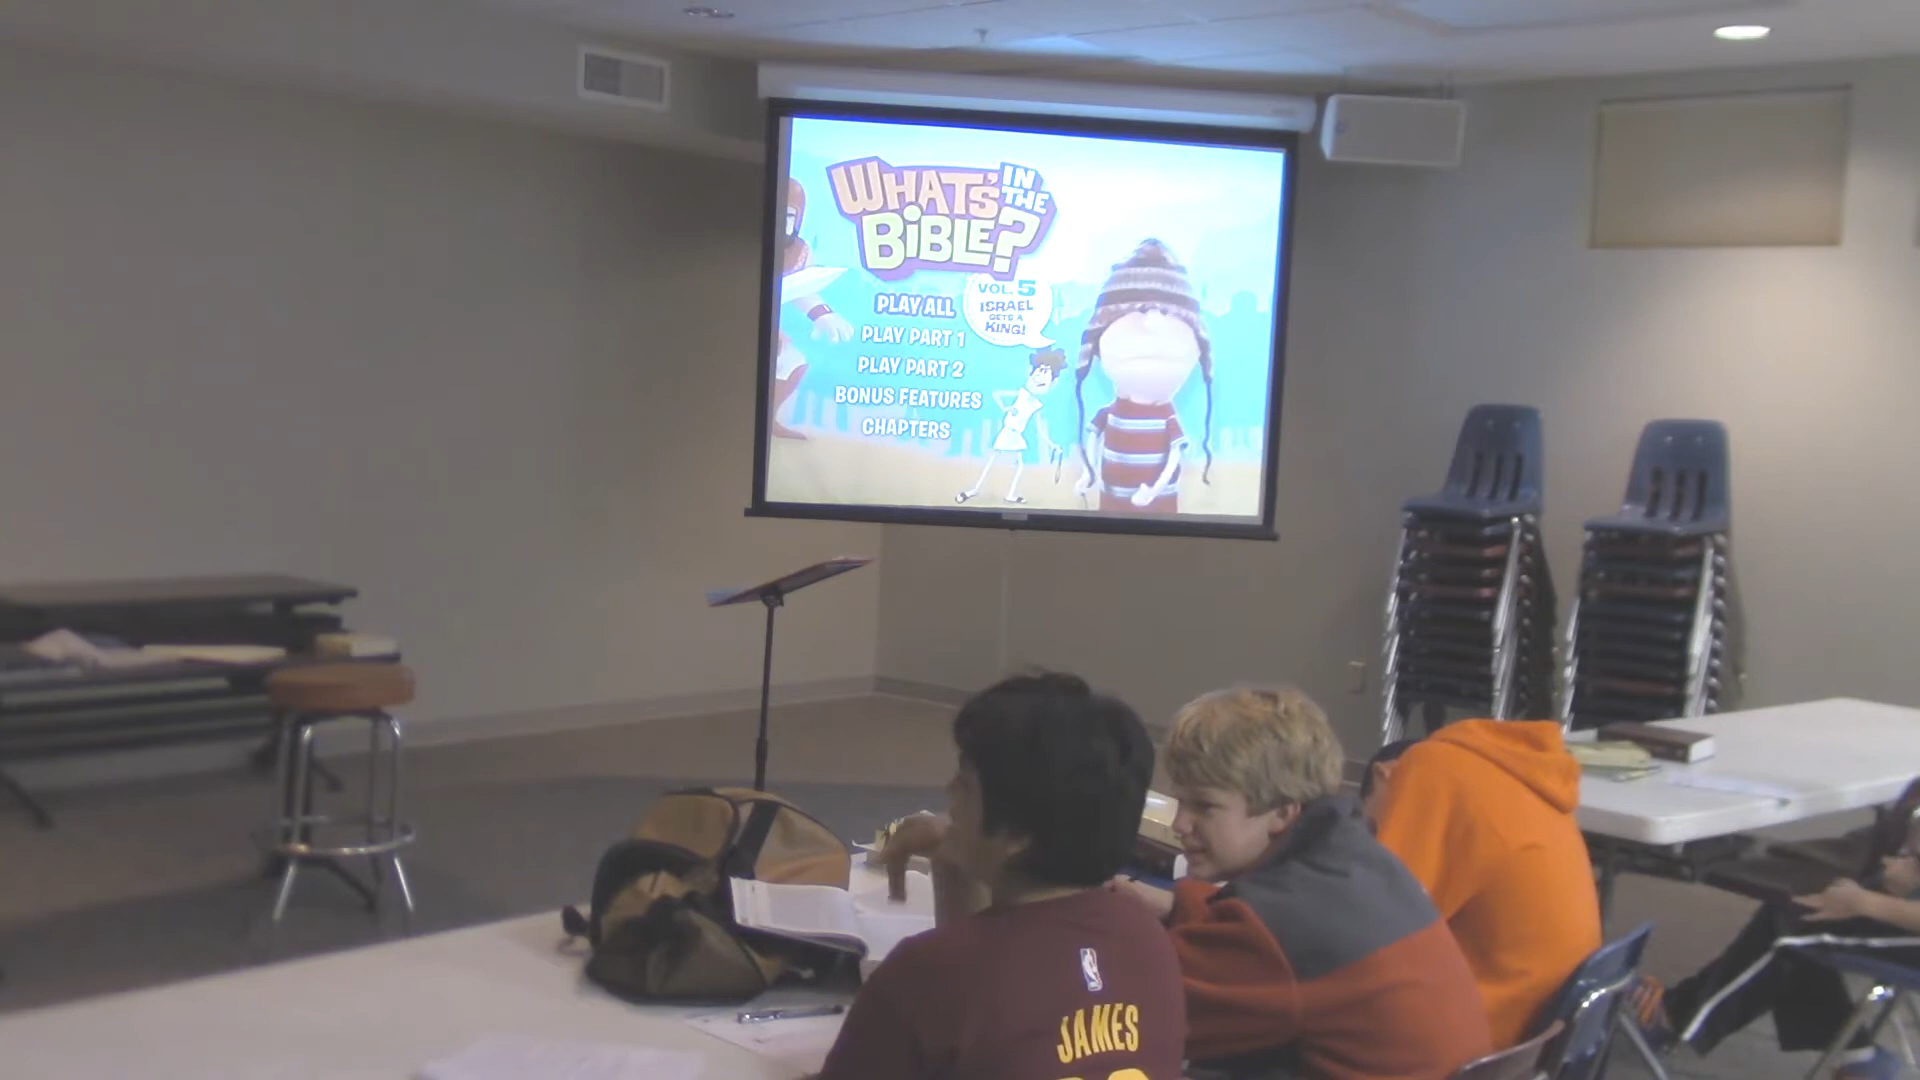 WHAT'S IN THE BIBLE?
VOL. 5
ISRAEL
GETS A
KING!
PLAY ALL
PLAY PART 1
PLAY PART 2
BONUS FEATURES
CHAPTERS
JAMES